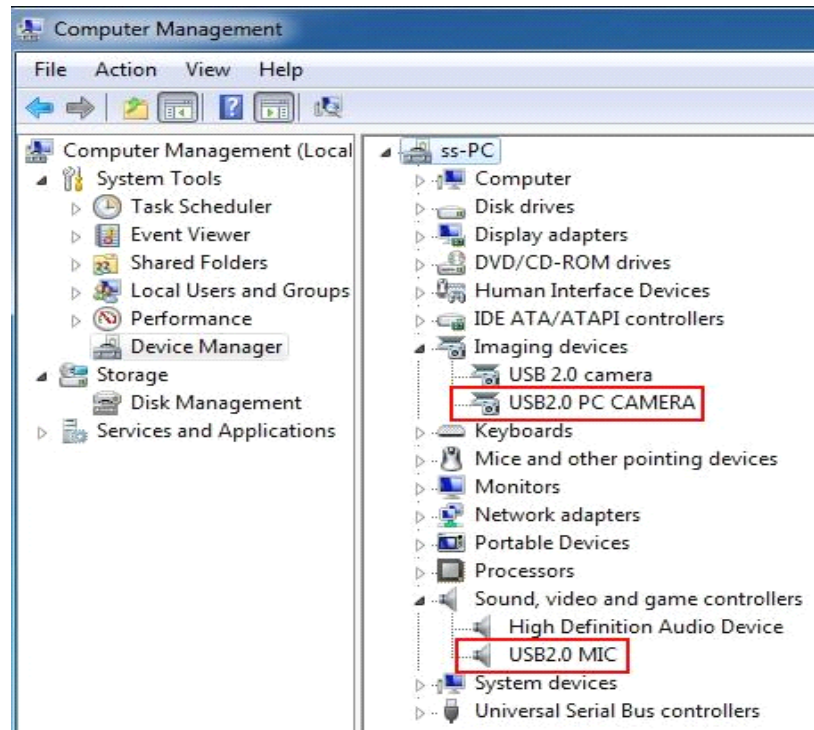 Computer Management
File Action View Help
Computer Management (Local
System Tools
Task Scheduler
Event Viewer
Shared Folders
Local Users and Groups
Performance
Device Manager
Storage
Disk Management
Services and Applications
ss-PC
Computer
Disk drives
Display adapters
DVD/CD-ROM drives
Human Interface Devices
IDE ATA/ATAPI controllers
Imaging devices
USB 2.0 camera
USB2.0 PC CAMERA
Keyboards
Mice and other pointing devices
Monitors
Network adapters
Portable Devices
Processors
Sound, video and game controllers
High Definition Audio Device
USB2.0 MIC
System devices
Universal Serial Bus controllers